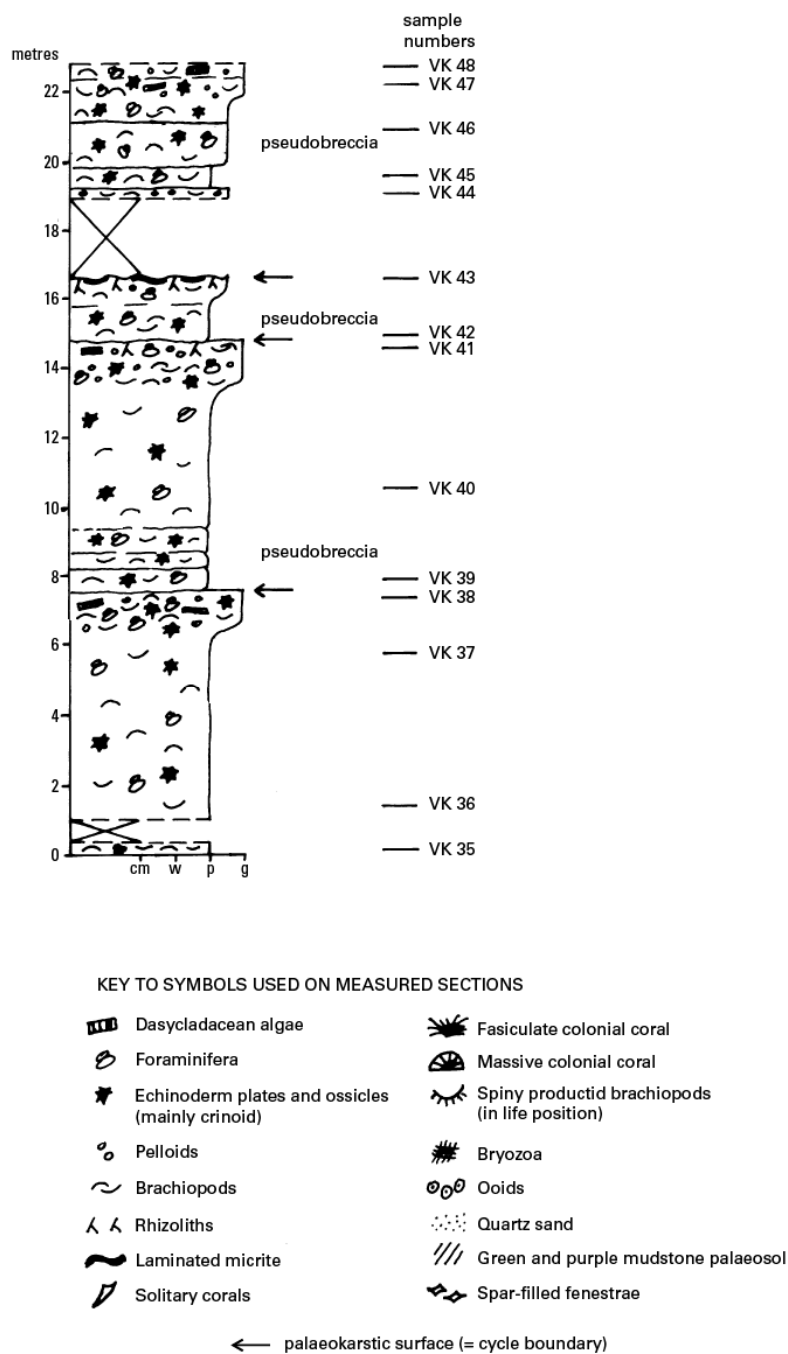 sample
numbers
metres
VK 48
22
VK 47
VK 46
pseudobreccia
20
VK 45
VK 44
18
VK 43
16
pseudobreccia
VK 42
VK 41
14
12
VK 40
10
pseudobreccia
8
VK 39
VK 38
6
VK 37
4
2
VK 36
0
VK 35
cm w p g
KEY TO SYMBOLS USED ON MEASURED SECTIONS
Dasycladacean algae
Foraminifera
Echinoderm plates and ossicles
(mainly crinoid)
Pelloids
Brachiopods
Rhizoliths
Laminated micrite
Solitary corals
Fasiculate colonial coral
Massive colonial coral
Spiny productid brachiopods
(in life position)
Bryozoa
Ooids
Quartz sand
Green and purple mudstone palaeosol
Spar-filled fenestrae
palaeokarstic surface (= cycle boundary)